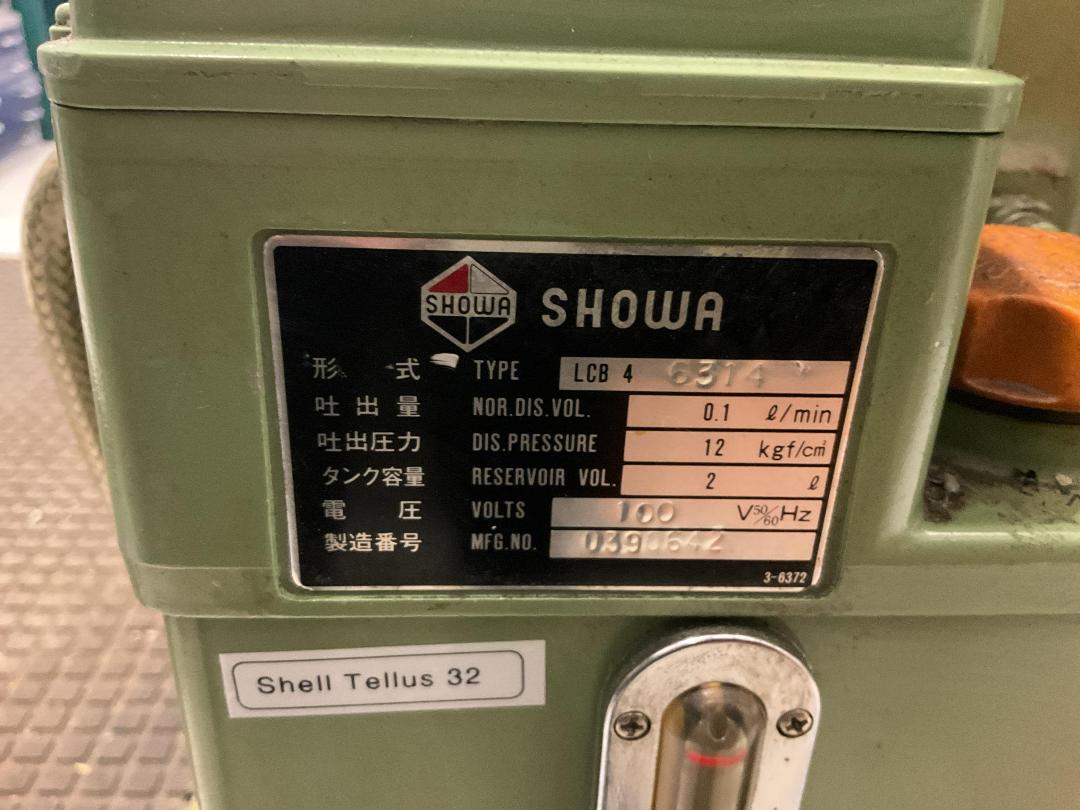 SHOWA SHOWA
形式 TYPE LCB 4 6314
吐出量 NOR.DIS.VOL. 0.1 ℓ/min
吐出圧力 DIS.PRESSURE 12 kgf/cm²
タンク容量 RESERVOIR VOL. 2 ℓ
電圧 VOLTS 100 V50/60Hz
製造番号 MFG.NO. 0390642
3-6372
Shell Tellus 32